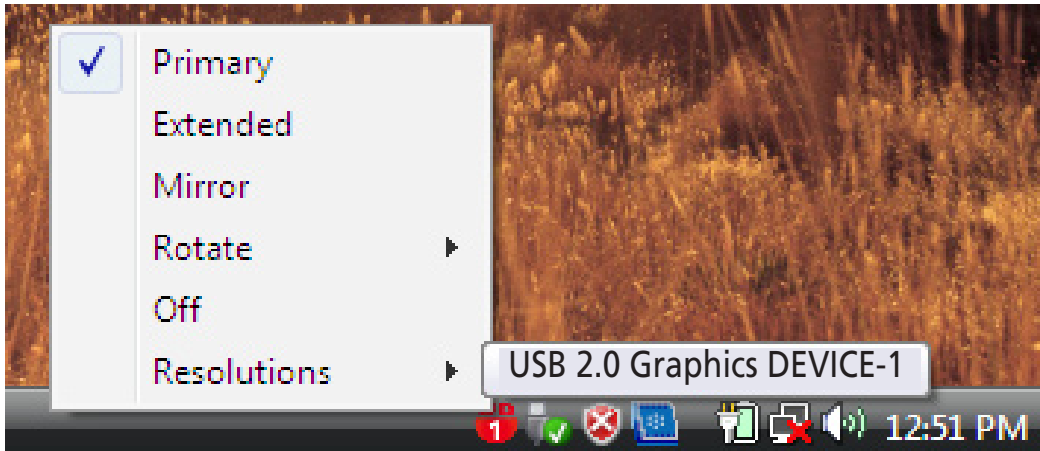 Primary
Extended
Mirror
Rotate
Off
Resolutions
USB 2.0 Graphics DEVICE-1
1
12:51 PM